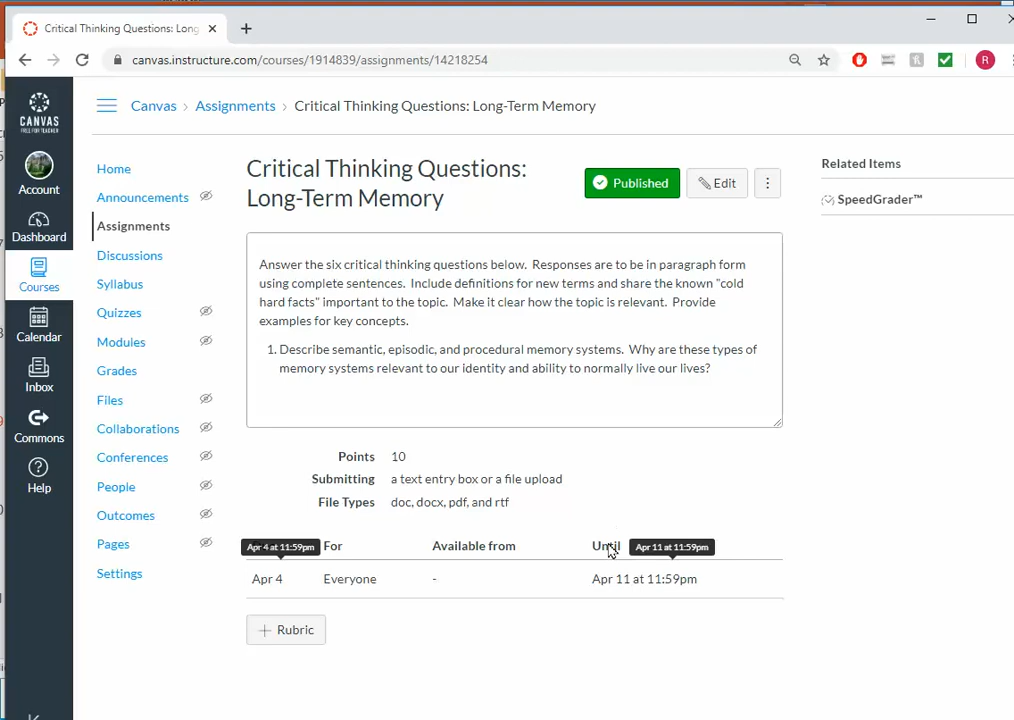 Critical Thinking Questions: Long
canvas.instructure.com/courses/1914839/assignments/14218254
R
CANVAS
FREE FOR TEACHER
Account
Dashboard
Courses
Calendar
Inbox
Commons
Help
Canvas > Assignments > Critical Thinking Questions: Long-Term Memory
Home
Announcements
Assignments
Discussions
Syllabus
Quizzes
Modules
Grades
Files
Collaborations
Conferences
People
Outcomes
Pages
Settings
Critical Thinking Questions:
Long-Term Memory
Published
Edit
Related Items
SpeedGrader™
Answer the six critical thinking questions below. Responses are to be in paragraph form
using complete sentences. Include definitions for new terms and share the known "cold
hard facts" important to the topic. Make it clear how the topic is relevant. Provide
examples for key concepts.
1. Describe semantic, episodic, and procedural memory systems. Why are these types of
memory systems relevant to our identity and ability to normally live our lives?
Points 10
Submitting a text entry box or a file upload
File Types doc, docx, pdf, and rtf
Apr 4 at 11:59pm For Available from Until Apr 11 at 11:59pm
Apr 4 Everyone - Apr 11 at 11:59pm
+ Rubric